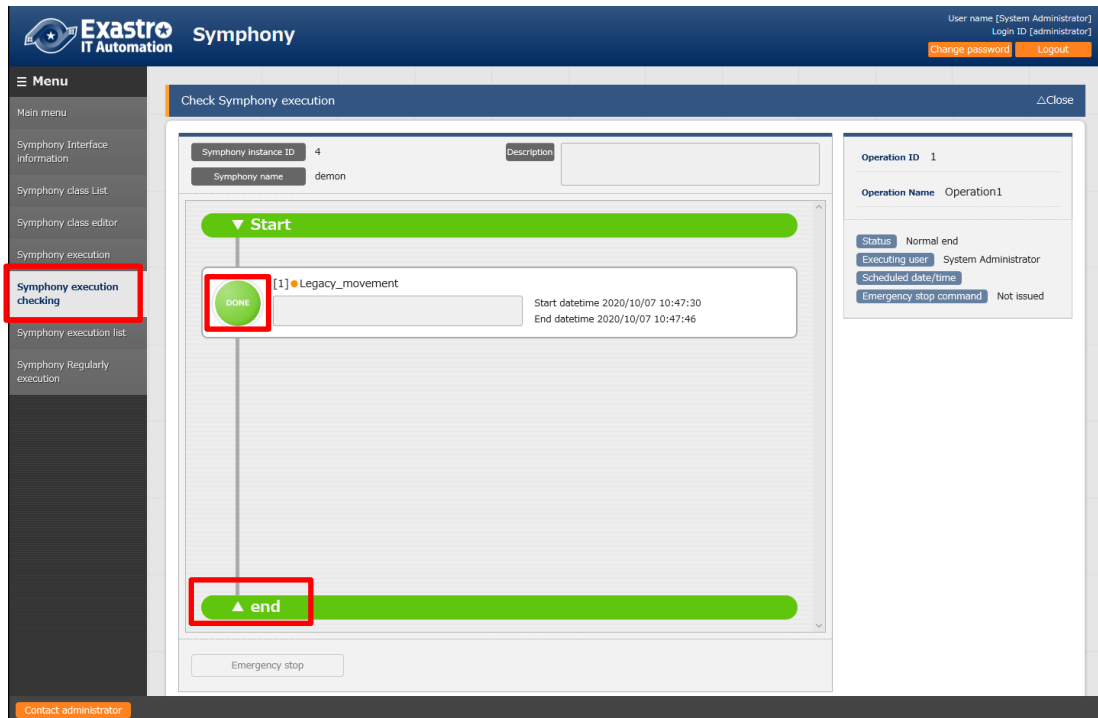 Exastro
IT Automation
Symphony
User name [System Administrator]
Login ID [administrator]
Change password
Logout
☰ Menu
Main menu
Symphony Interface
information
Symphony class List
Symphony class editor
Symphony execution
Symphony execution
checking
Symphony execution list
Symphony Regularly
execution
Check Symphony execution
△Close
Symphony instance ID 4
Description
Symphony name demon
▼ Start
DONE
[1]●Legacy_movement
Start datetime 2020/10/07 10:47:30
End datetime 2020/10/07 10:47:46
▲ end
Emergency stop
Operation ID 1
Operation Name Operation1
Status Normal end
Executing user System Administrator
Scheduled date/time
Emergency stop command Not issued
Contact administrator